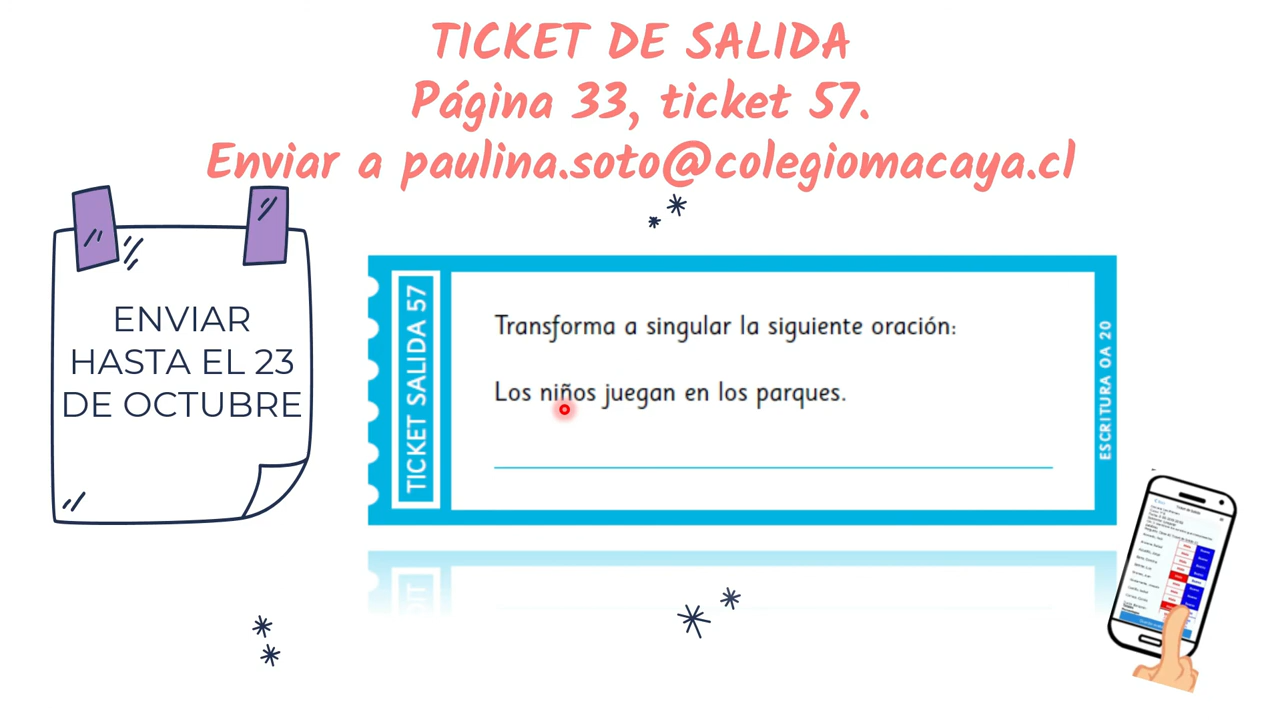 TICKET DE SALIDA
Página 33, ticket 57.
Enviar a paulina.soto@colegiomacaya.cl
ENVIAR
HASTA EL 23
DE OCTUBRE
TICKET SALIDA 57
Transforma a singular la siguiente oración:
Los niños juegan en los parques.
ESCRITURA OA 20